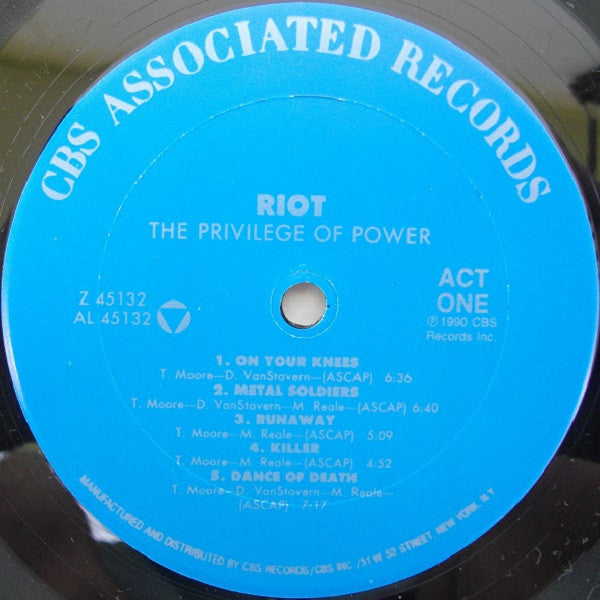 CBS ASSOCIATED RECORDS
RIOT
THE PRIVILEGE OF POWER
Z 45132
AL 45132
ACT
ONE
℗ 1990 CBS
Records Inc.
1. ON YOUR KNEES
T. Moore—D. VanStavern—(ASCAP) 6:36
2. METAL SOLDIERS
T. Moore—D. VanStavern—M. Reale—(ASCAP) 6:40
3. RUNAWAY
T. Moore—M. Reale—(ASCAP) 5:09
4. KILLER
T. Moore—M. Reale—(ASCAP) 4:52
5. DANCE OF DEATH
T. Moore—D. VanStavern—M. Reale—
(ASCAP) 7:17
MANUFACTURED AND DISTRIBUTED BY CBS RECORDS/CBS INC /51 W 52 STREET, NEW YORK, N Y